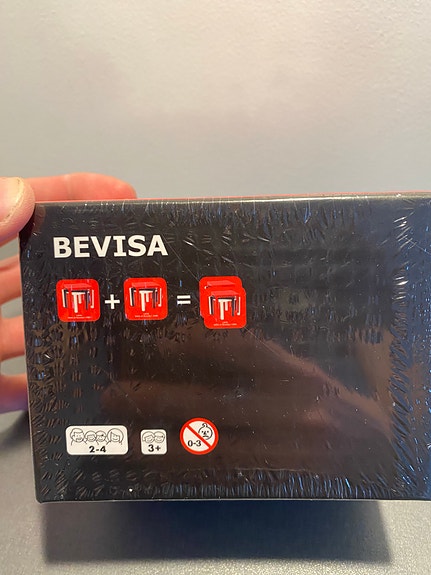 BEVISA
+ =
2-4
3+
0-3